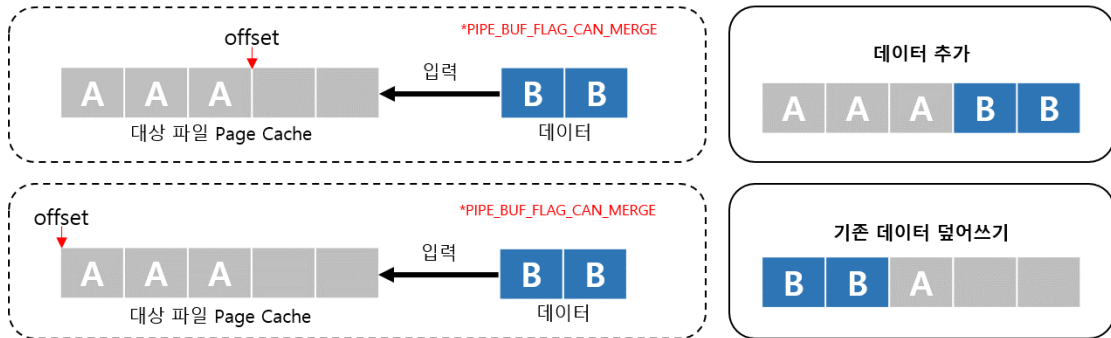 *PIPE_BUF_FLAG_CAN_MERGE
offset
A A A
입력
B B
대상 파일 Page Cache
데이터
데이터 추가
A A A B B
*PIPE_BUF_FLAG_CAN_MERGE
offset
A A A
입력
B B
대상 파일 Page Cache
데이터
기존 데이터 덮어쓰기
B B A